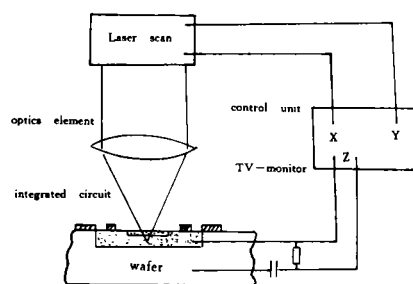 Laser scan
optics element
control unit
X
Y
Z
TV-monitor
integrated circuit
wafer